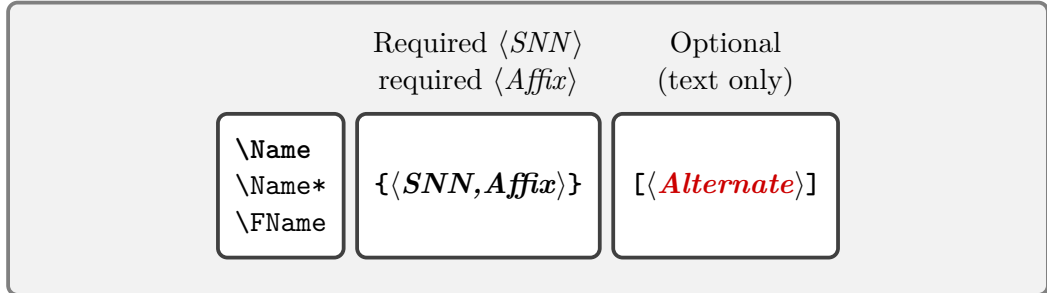 Required ⟨SNN⟩ Optional
required ⟨Affix⟩ (text only)
\Name
\Name* {⟨SNN,Affix⟩} [⟨Alternate⟩]
\FName